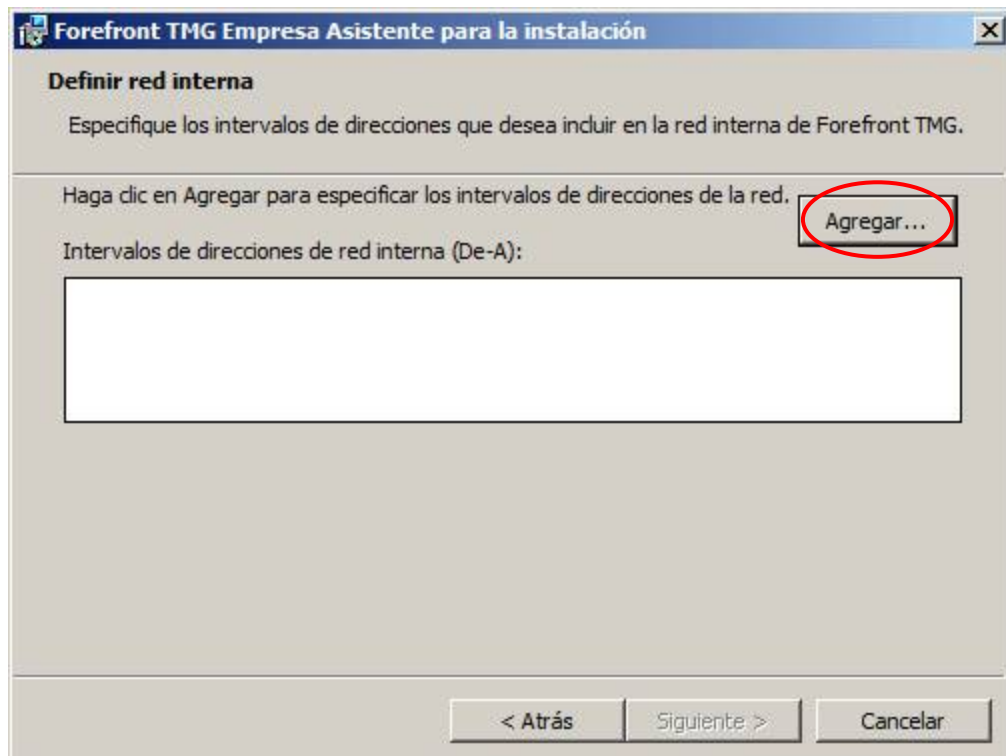 Forefront TMG Empresa Asistente para la instalación
Definir red interna
Especifique los intervalos de direcciones que desea incluir en la red interna de Forefront TMG.
Haga clic en Agregar para especificar los intervalos de direcciones de la red.
Agregar...
Intervalos de direcciones de red interna (De-A):
< Atrás
Siguiente >
Cancelar